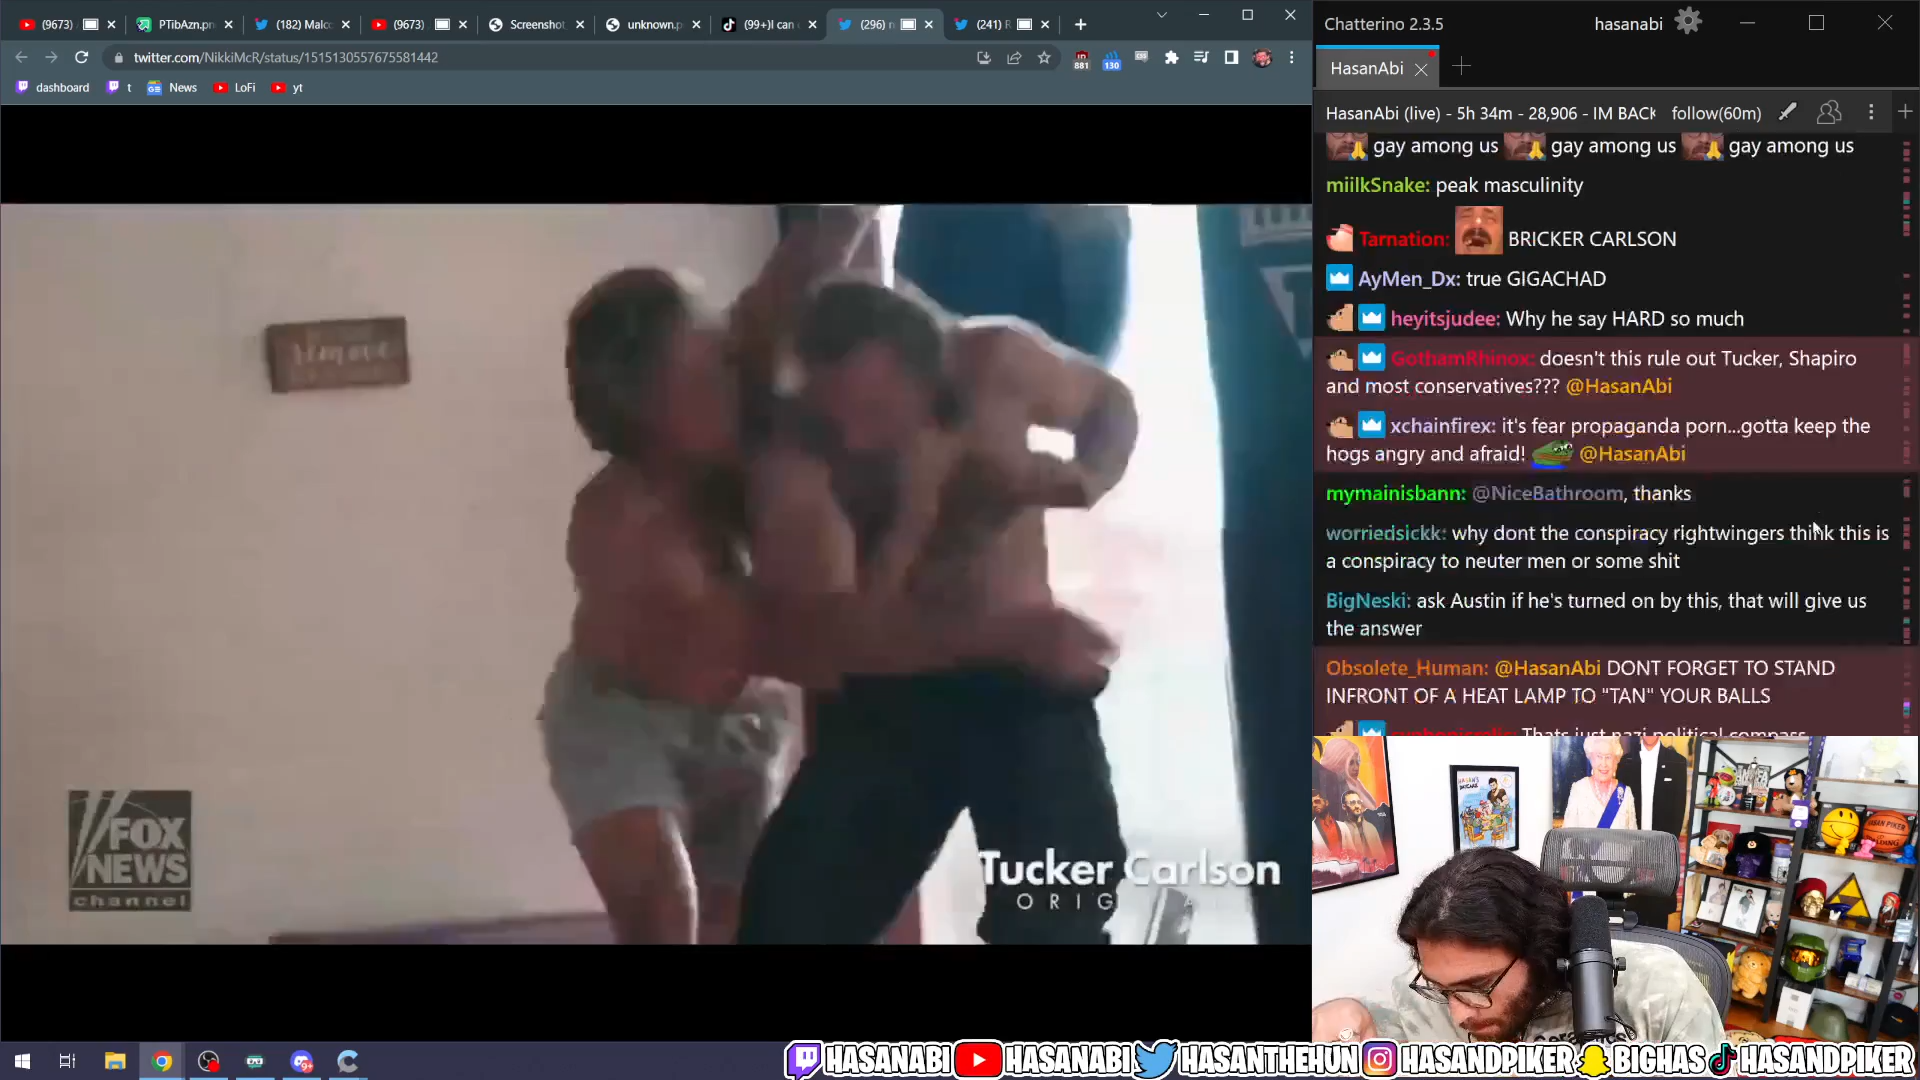 (9673)
PTibAzn.pn
(182) Malco
(9673)
Screenshot
unknown.p
(99+)I can
(296) n
(241) R
twitter.com/NikkiMcR/status/1515130557675581442
881
130
dashboard
t
News
LoFi
yt
FOX
NEWS
channel
Tucker Carlson
Chatterino 2.3.5
hasanabi
HasanAbi
HasanAbi (live) - 5h 34m - 28,906 - IM BACK
follow(60m)
gay among us gay among us gay among us
miilkSnake: peak masculinity
Tarnation: BRICKER CARLSON
AyMen_Dx: true GIGACHAD
heyitsjudee: Why he say HARD so much
GothamRhinox: doesn't this rule out Tucker, Shapiro
and most conservatives??? @HasanAbi
xchainfirex: it's fear propaganda porn...gotta keep the
hogs angry and afraid! @HasanAbi
mymainisbann: @NiceBathroom, thanks
worriedsickk: why dont the conspiracy rightwingers think this is
a conspiracy to neuter men or some shit
BigNeski: ask Austin if he's turned on by this, that will give us
the answer
Obsolete_Human: @HasanAbi DONT FORGET TO STAND
INFRONT OF A HEAT LAMP TO "TAN" YOUR BALLS
Thats just nazi political compass
HASANABI HASANABI HASANTHEHUN HASANDPIKER BIGHAS HASANDPIKER